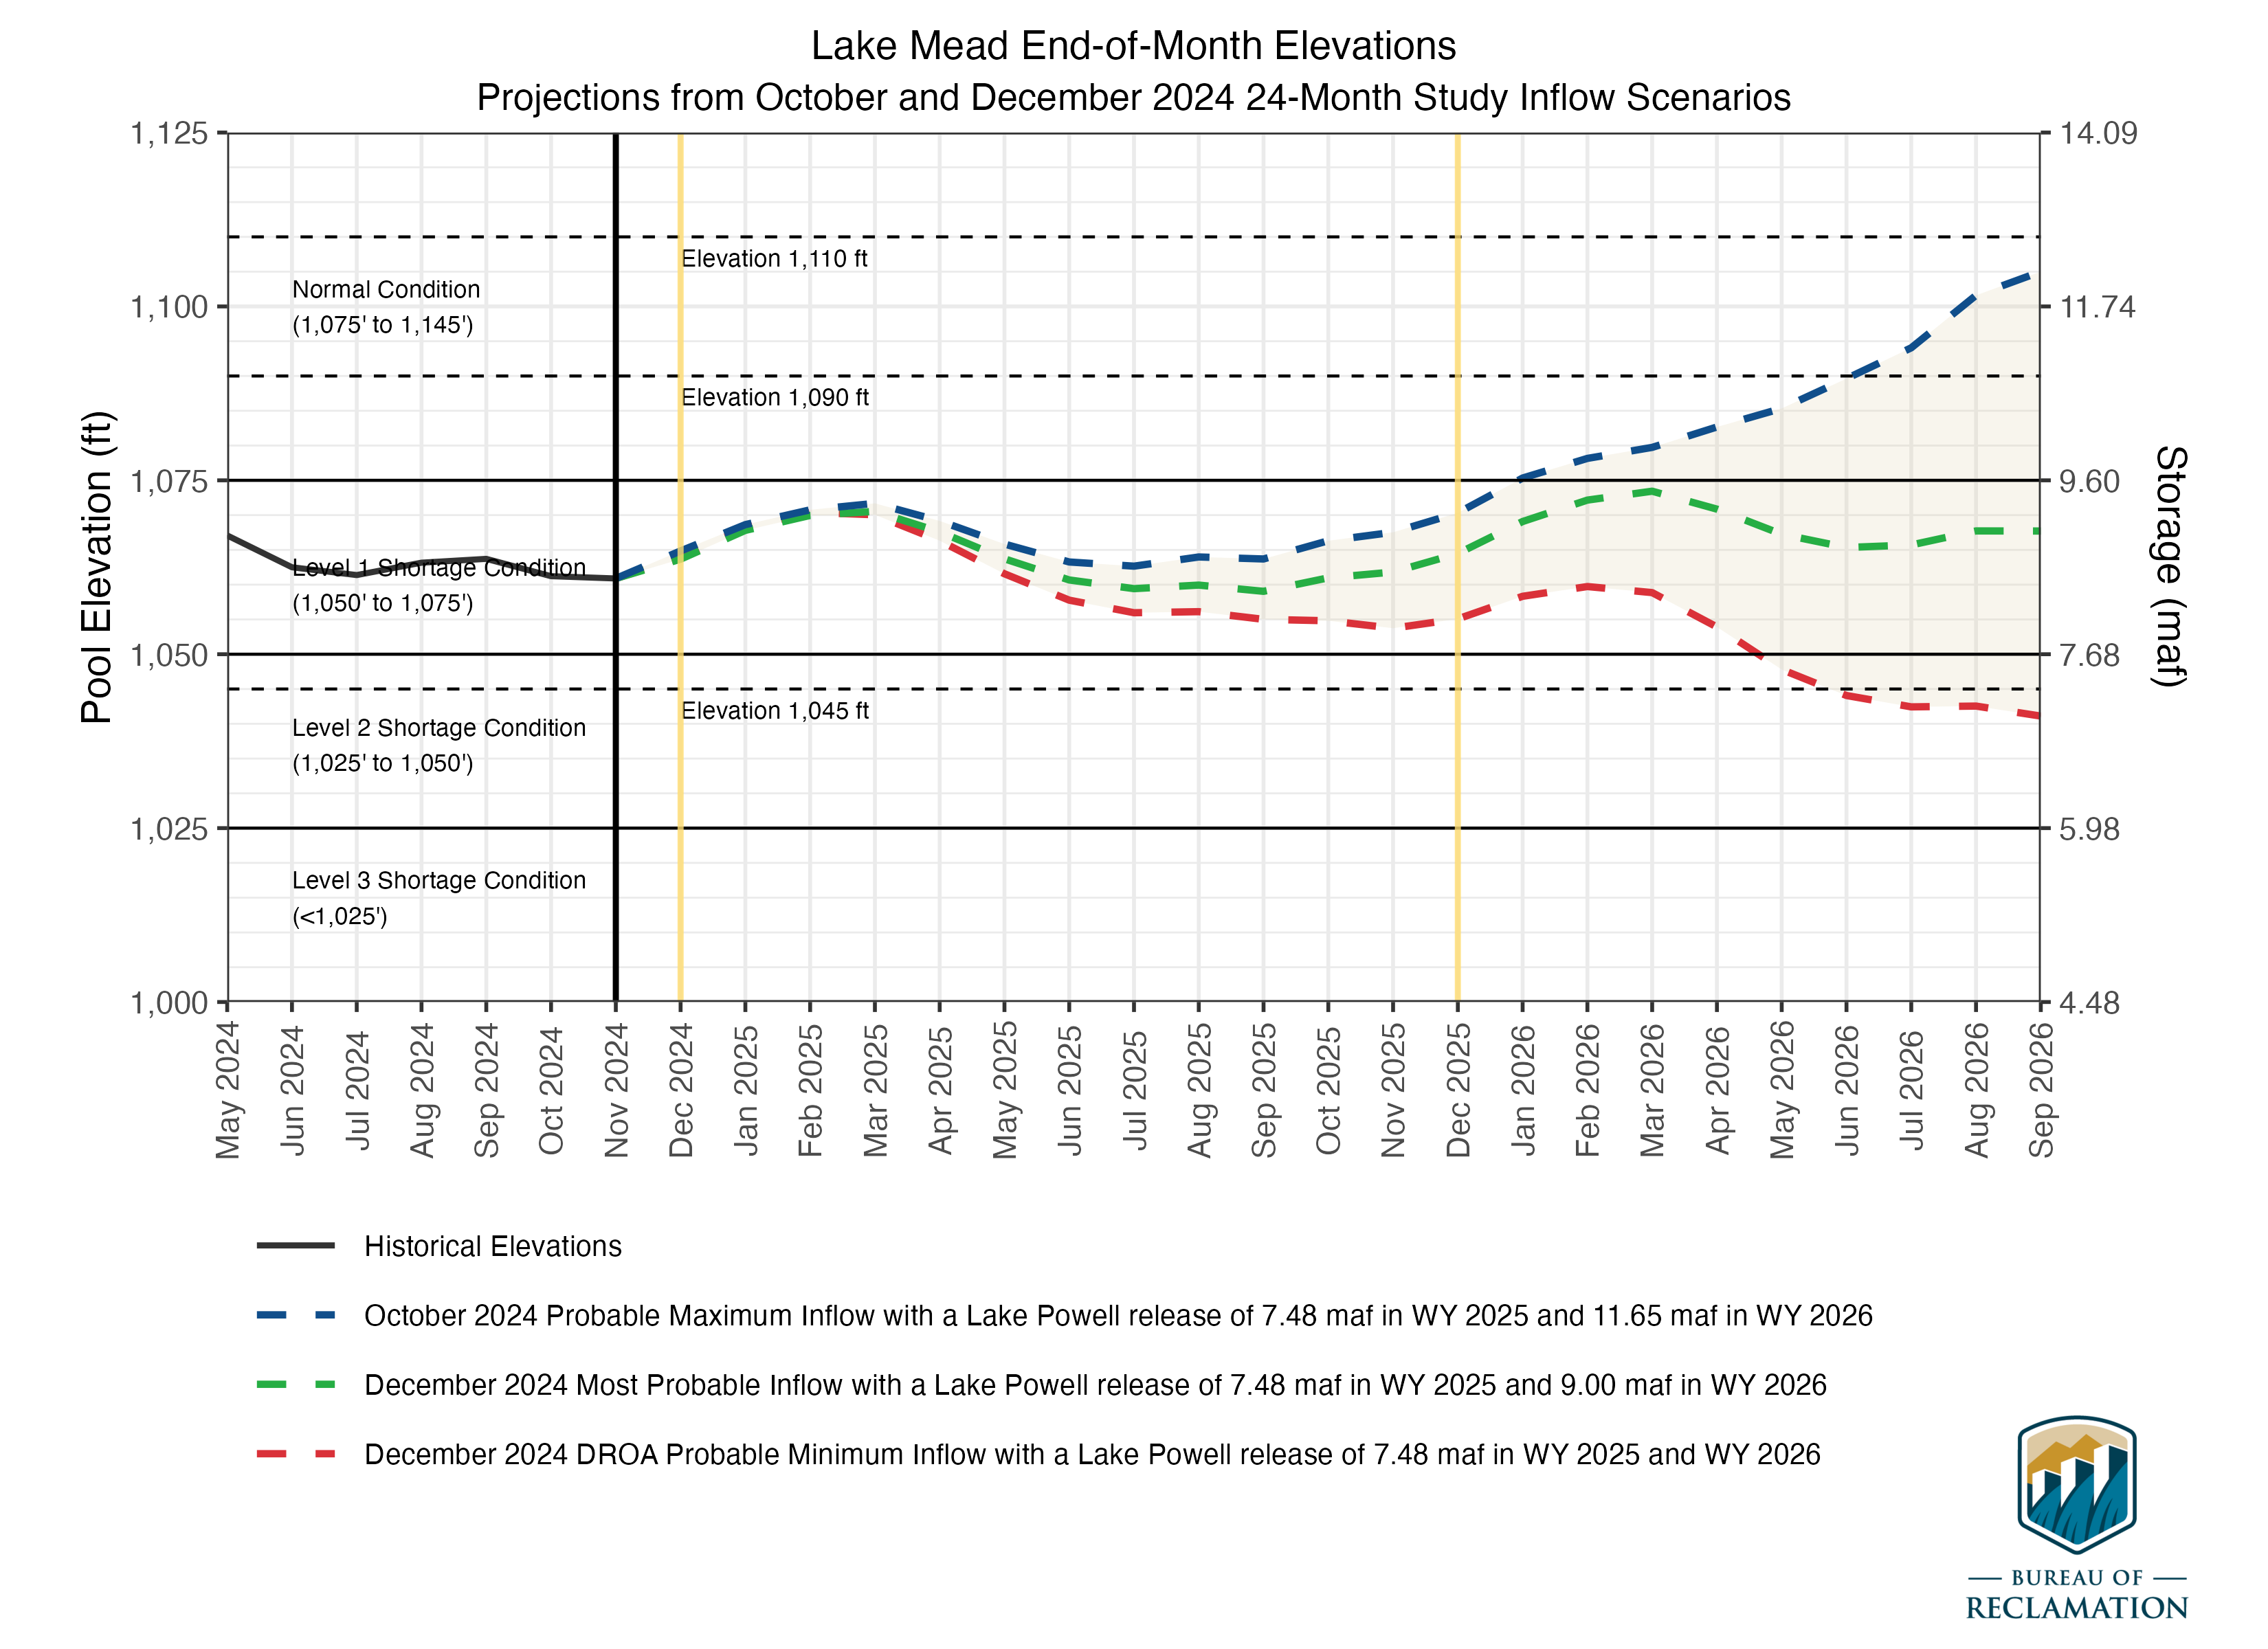 Lake Mead End-of-Month Elevations
Projections from October and December 2024 24-Month Study Inflow Scenarios
Pool Elevation (ft)
1,125
1,100
1,075
1,050
1,025
1,000
Normal Condition
(1,075' to 1,145')
Level 1 Shortage Condition
(1,050' to 1,075')
Level 2 Shortage Condition
(1,025' to 1,050')
Level 3 Shortage Condition
(<1,025')
Elevation 1,110 ft
Elevation 1,090 ft
Elevation 1,045 ft
14.09
11.74
9.60
7.68
5.98
4.48
Storage (maf)
May 2024
Jun 2024
Jul 2024
Aug 2024
Sep 2024
Oct 2024
Nov 2024
Dec 2024
Jan 2025
Feb 2025
Mar 2025
Apr 2025
May 2025
Jun 2025
Jul 2025
Aug 2025
Sep 2025
Oct 2025
Nov 2025
Dec 2025
Jan 2026
Feb 2026
Mar 2026
Apr 2026
May 2026
Jun 2026
Jul 2026
Aug 2026
Sep 2026
Historical Elevations
October 2024 Probable Maximum Inflow with a Lake Powell release of 7.48 maf in WY 2025 and 11.65 maf in WY 2026
December 2024 Most Probable Inflow with a Lake Powell release of 7.48 maf in WY 2025 and 9.00 maf in WY 2026
December 2024 DROA Probable Minimum Inflow with a Lake Powell release of 7.48 maf in WY 2025 and WY 2026
BUREAU OF
RECLAMATION